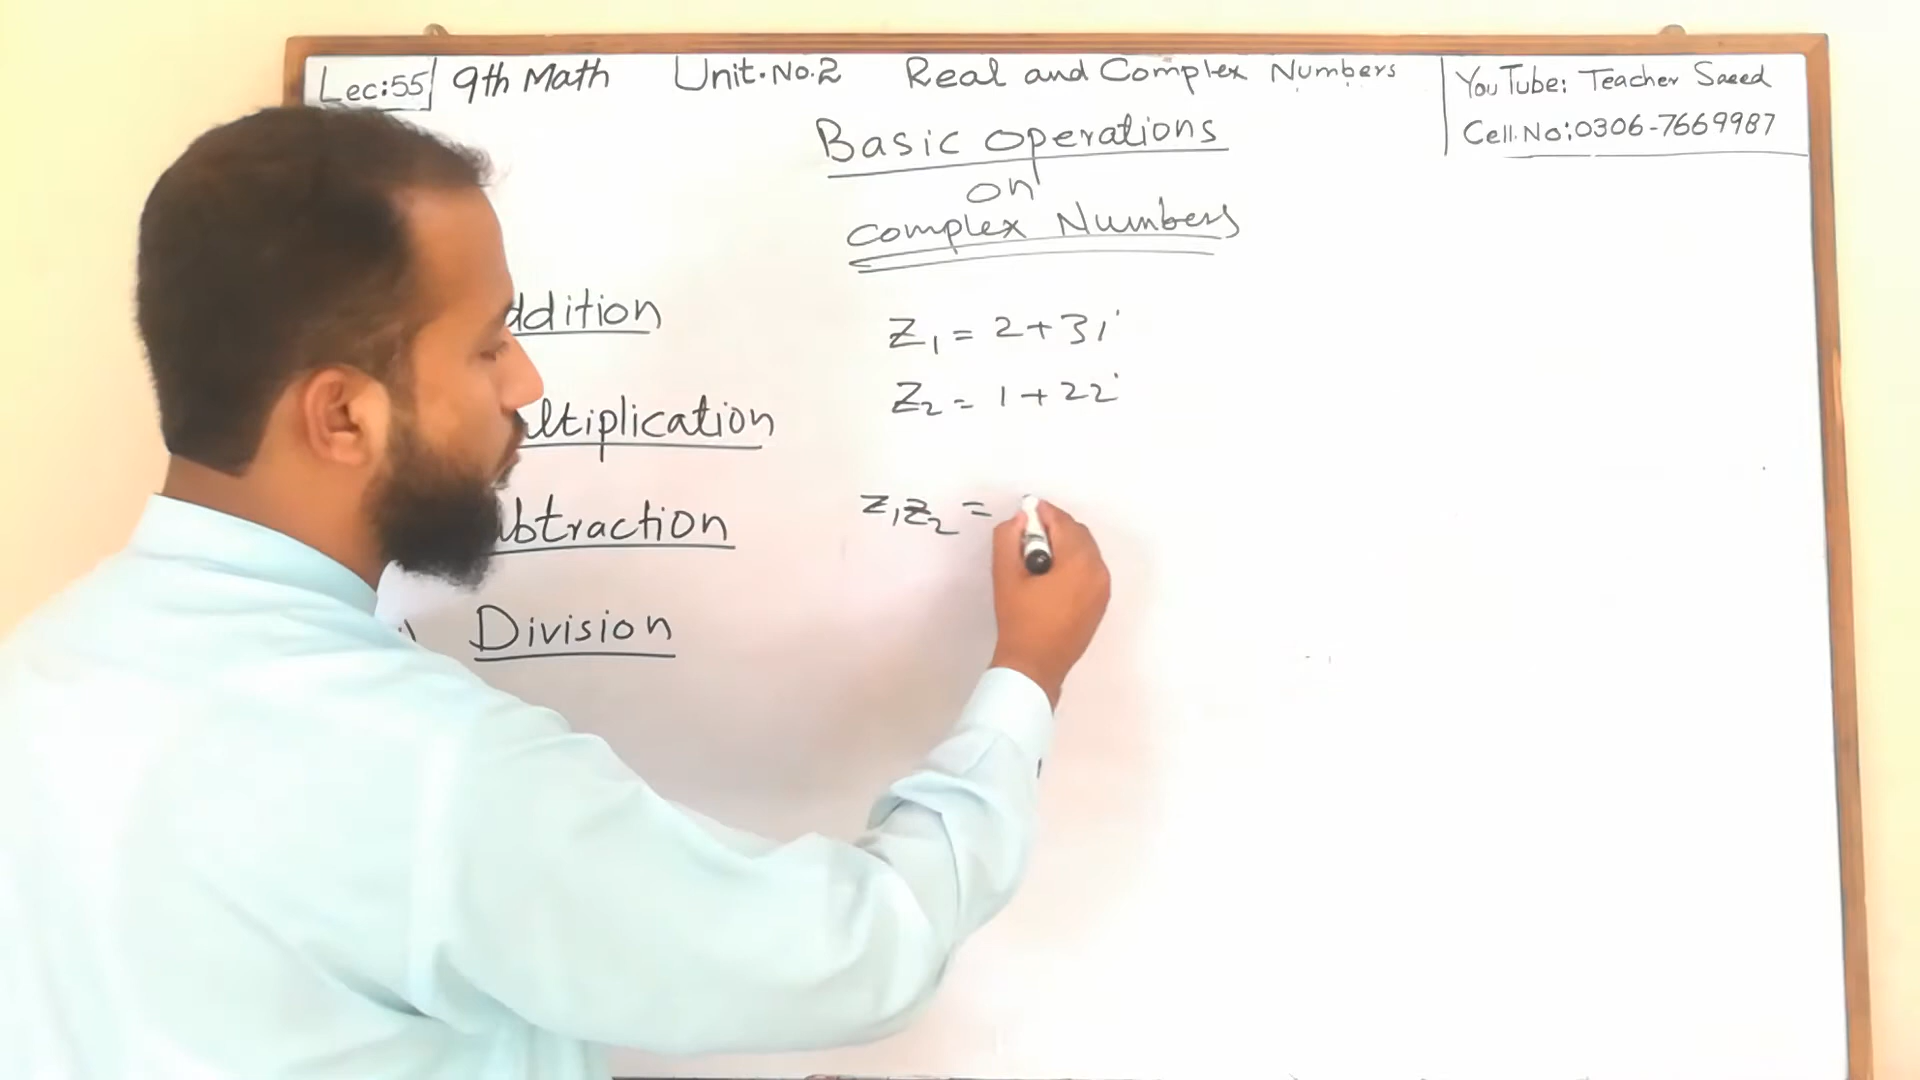 Lec:55 9th Math Unit.No.2 Real and Complex Numbers
YouTube: Teacher Saeed
Cell.No:0306-7669987
Basic Operations
on
Complex Numbers
ddition
ltiplication
btraction
Division
Z₁ = 2+3i
Z₂ = 1+2i
Z₁Z₂ =